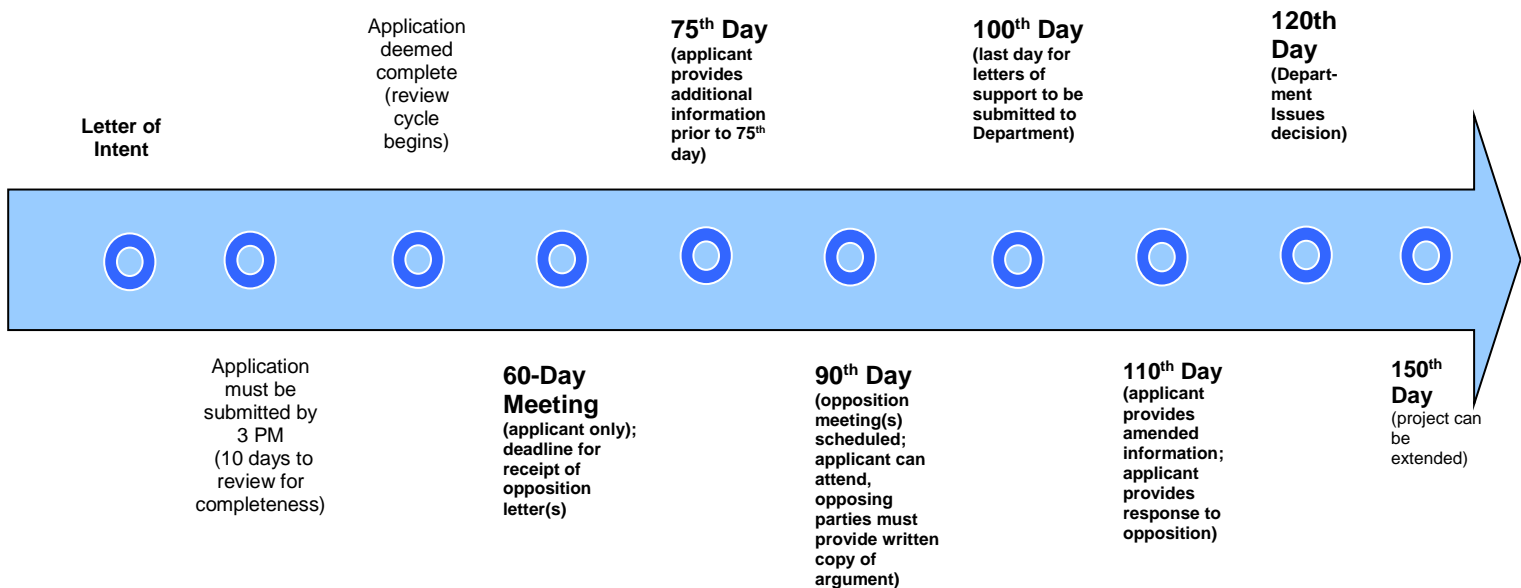 Letter of
Intent
Application
must be
submitted by
3 PM
(10 days to
review for
completeness)
Application
deemed
complete
(review
cycle
begins)
60-Day
Meeting
(applicant only);
deadline for
receipt of
opposition
letter(s)
75th Day
(applicant
provides
additional
information
prior to 75th
day)
90th Day
(opposition
meeting(s)
scheduled;
applicant can
attend,
opposing
parties must
provide written
copy of
argument)
100th Day
(last day for
letters of
support to be
submitted to
Department)
110th Day
(applicant
provides
amended
information;
applicant
provides
response to
opposition)
120th
Day
(Depart-
ment
Issues
decision)
150th
Day
(project can
be
extended)